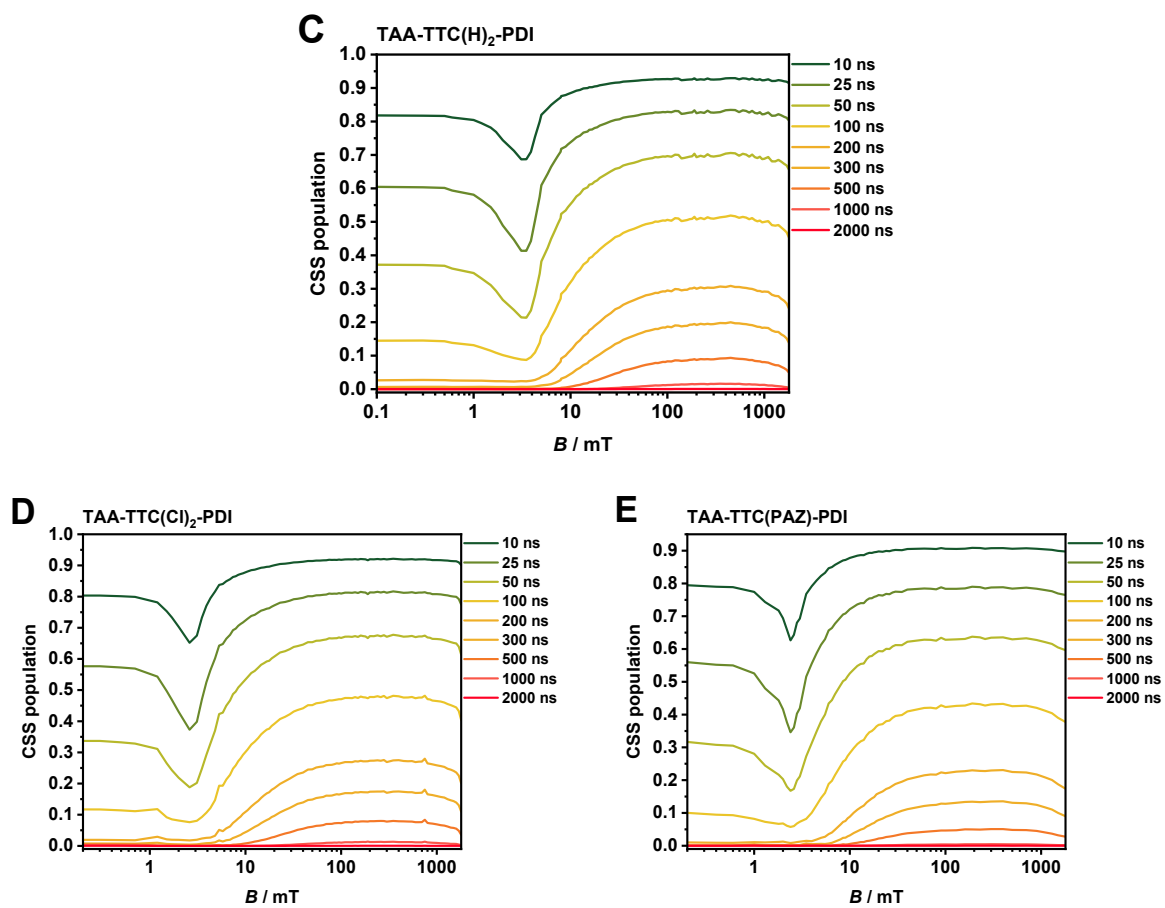 C
TAA-TTC(H)2-PDI
1.0
0.9
0.8
0.7
0.6
0.5
0.4
0.3
0.2
0.1
0.0
CSS population
0.1
1
10
100
1000
B / mT
10 ns
25 ns
50 ns
100 ns
200 ns
300 ns
500 ns
1000 ns
2000 ns
D
TAA-TTC(Cl)2-PDI
1.0
0.9
0.8
0.7
0.6
0.5
0.4
0.3
0.2
0.1
0.0
CSS population
1
10
100
1000
B / mT
10 ns
25 ns
50 ns
100 ns
200 ns
300 ns
500 ns
1000 ns
2000 ns
E
TAA-TTC(PAZ)-PDI
0.9
0.8
0.7
0.6
0.5
0.4
0.3
0.2
0.1
0.0
CSS population
1
10
100
1000
B / mT
10 ns
25 ns
50 ns
100 ns
200 ns
300 ns
500 ns
1000 ns
2000 ns